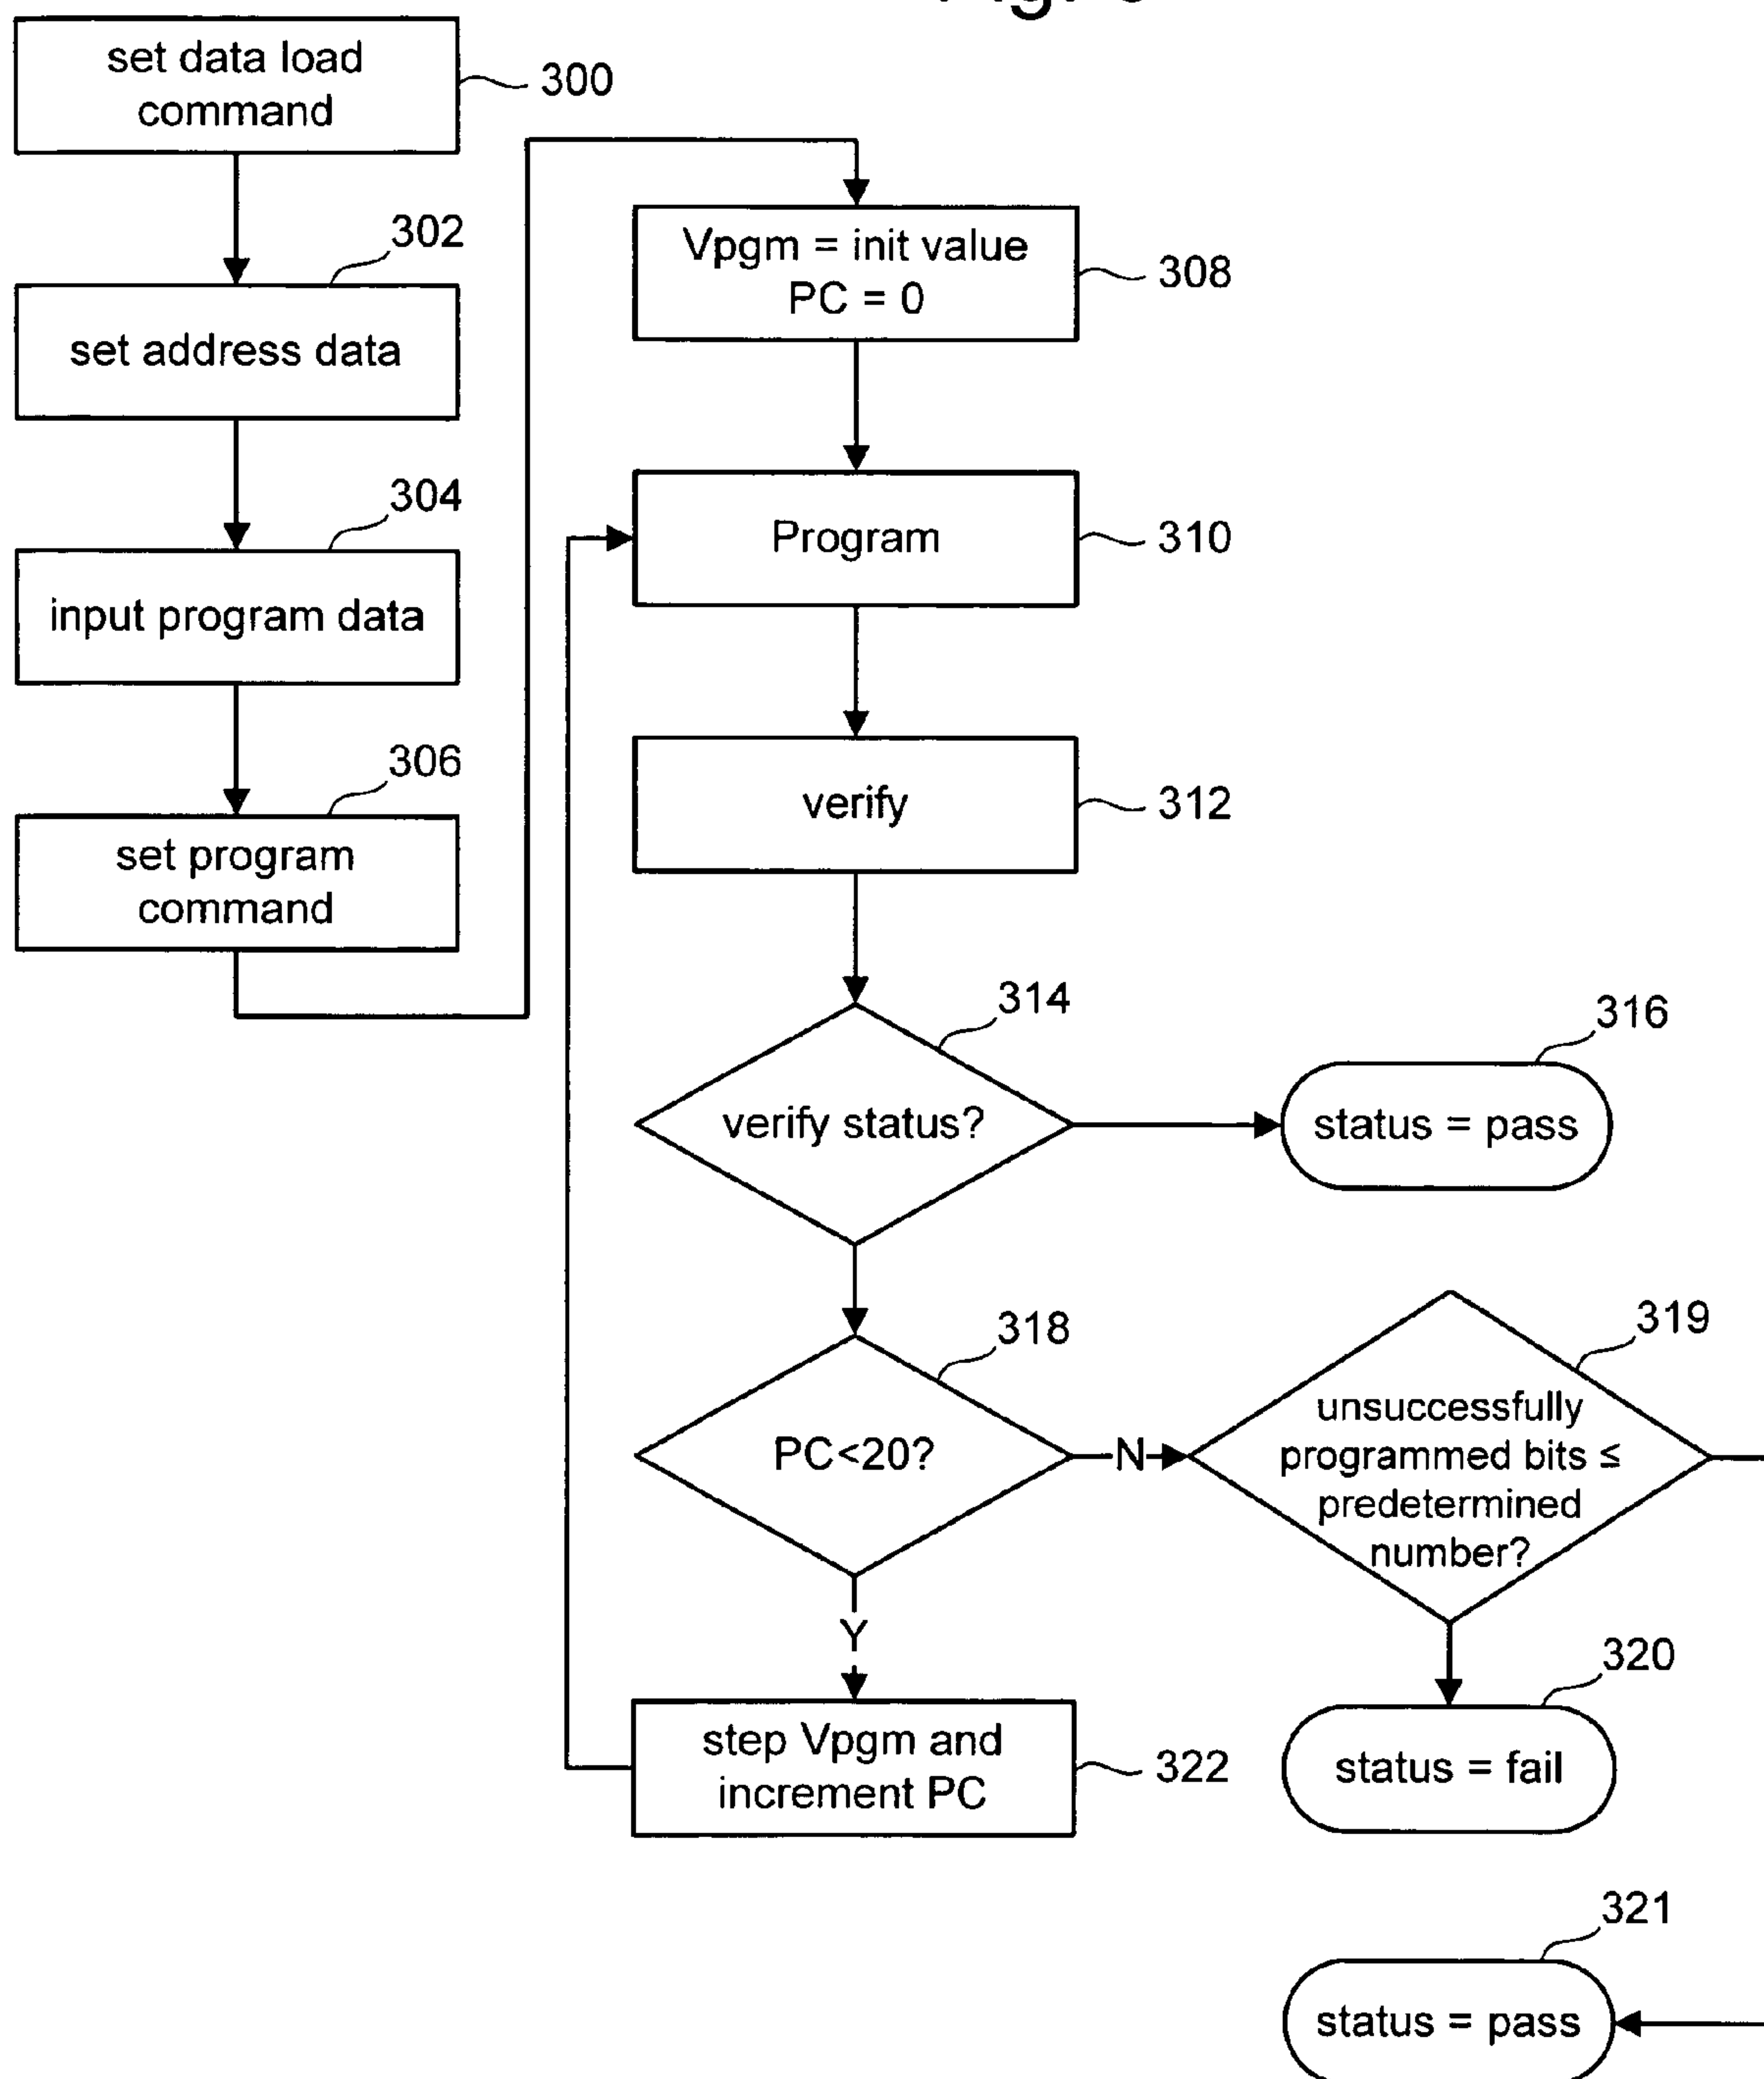 set data load
command
300
302
set address data
304
input program data
306
set program
command
Vpgm = init value
PC = 0
308
Program
310
verify
312
314
verify status?
316
status = pass
318
PC<20?
N
319
unsuccessfully
programmed bits ≤
predetermined
number?
Y
320
status = fail
step Vpgm and
increment PC
322
321
status = pass